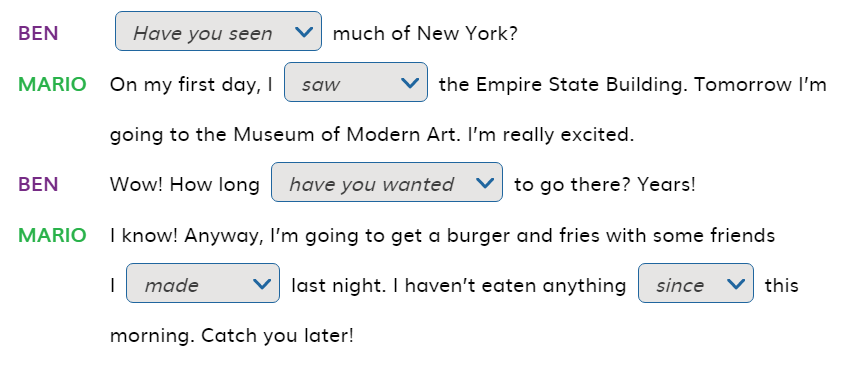 BEN Have you seen much of New York?
MARIO On my first day, I saw the Empire State Building. Tomorrow I'm
going to the Museum of Modern Art. I'm really excited.
BEN Wow! How long have you wanted to go there? Years!
MARIO I know! Anyway, I'm going to get a burger and fries with some friends
I made last night. I haven't eaten anything since this
morning. Catch you later!